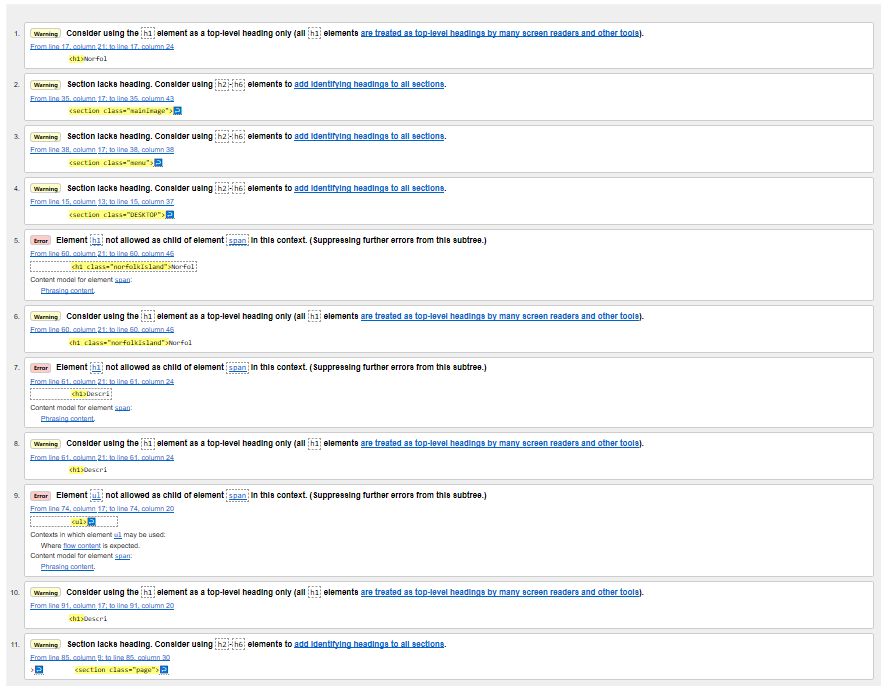 1. Warning Consider using the h1 element as a top-level heading only (all h1 elements are treated as top-level headings by many screen readers and other tools).
From line 17, column 21; to line 17, column 24
<h1>Norfol
2. Warning Section lacks heading. Consider using h2-h6 elements to add identifying headings to all sections.
From line 35, column 17; to line 35, column 43
<section class="mainImage">↩
3. Warning Section lacks heading. Consider using h2-h6 elements to add identifying headings to all sections.
From line 38, column 17; to line 38, column 38
<section class="menu">↩
4. Warning Section lacks heading. Consider using h2-h6 elements to add identifying headings to all sections.
From line 15, column 13; to line 15, column 37
<section class="DESKTOP">↩
5. Error Element h1 not allowed as child of element span in this context. (Suppressing further errors from this subtree.)
From line 60, column 21; to line 60, column 46
<h1 class="norfolkIsland">Norfol
Content model for element span:
Phrasing content.
6. Warning Consider using the h1 element as a top-level heading only (all h1 elements are treated as top-level headings by many screen readers and other tools).
From line 60, column 21; to line 60, column 46
<h1 class="norfolkIsland">Norfol
7. Error Element h1 not allowed as child of element span in this context. (Suppressing further errors from this subtree.)
From line 61, column 21; to line 61, column 24
<h1>Descri
Content model for element span:
Phrasing content.
8. Warning Consider using the h1 element as a top-level heading only (all h1 elements are treated as top-level headings by many screen readers and other tools).
From line 61, column 21; to line 61, column 24
<h1>Descri
9. Error Element ul not allowed as child of element span in this context. (Suppressing further errors from this subtree.)
From line 74, column 17; to line 74, column 20
<ul>↩
Contexts in which element ul may be used:
Where flow content is expected.
Content model for element span:
Phrasing content.
10. Warning Consider using the h1 element as a top-level heading only (all h1 elements are treated as top-level headings by many screen readers and other tools).
From line 91, column 17; to line 91, column 20
<h1>Descri
11. Warning Section lacks heading. Consider using h2-h6 elements to add identifying headings to all sections.
From line 85, column 9; to line 85, column 30
>↩ <section class="page">↩